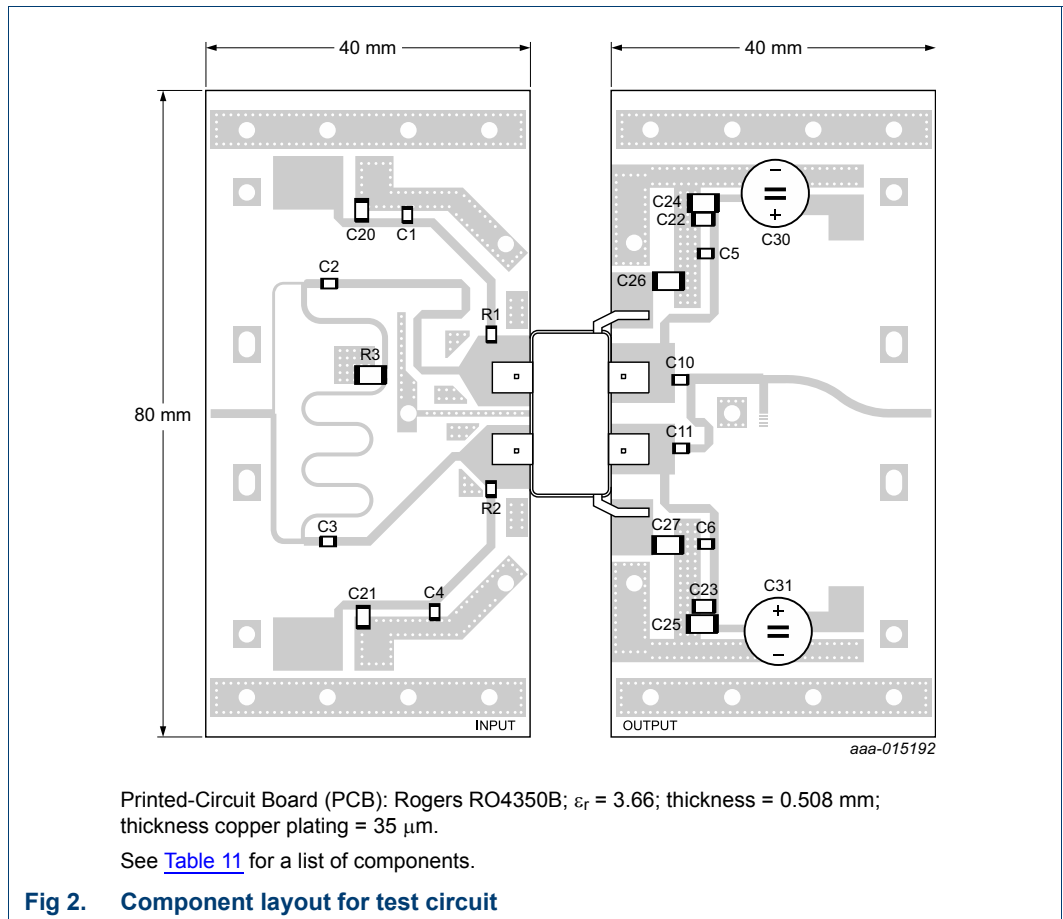 40 mm
40 mm
80 mm
C20
C1
C2
R1
R3
C3
R2
C21
C4
INPUT
C24
C22
−
+
C30
C5
C26
C10
C11
C27
C6
C23
C25
C31
+
−
OUTPUT
aaa-015192
Printed-Circuit Board (PCB): Rogers RO4350B; εr = 3.66; thickness = 0.508 mm;
thickness copper plating = 35 μm.
See Table 11 for a list of components.
Fig 2. Component layout for test circuit